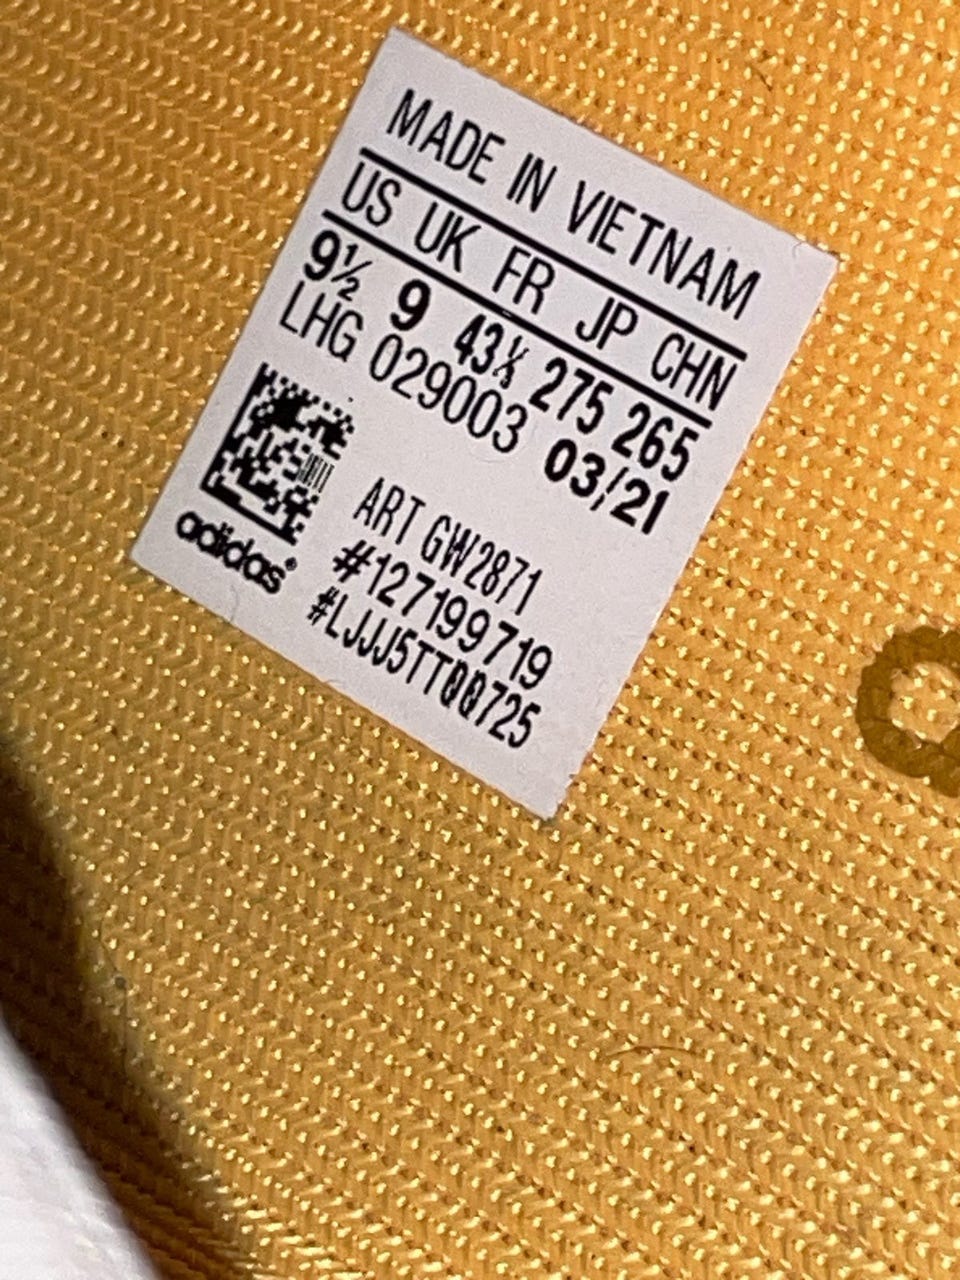 MADE IN VIETNAM
US UK FR JP CHN
9½ 9 43⅓ 275 265
LHG 029003 03/21
ART GW2871
#127199719
#LJJJ5TT00725
adidas